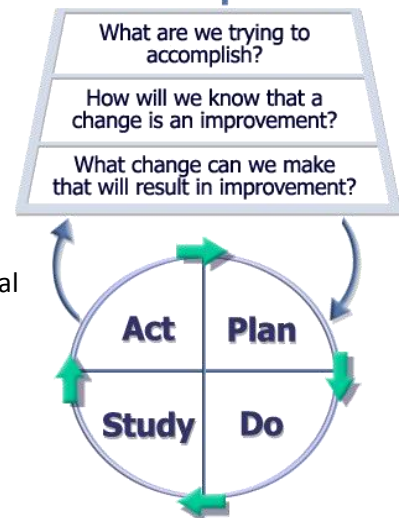 What are we trying to
accomplish?
How will we know that a
change is an improvement?
What change can we make
that will result in improvement?
al
Act Plan
Study Do